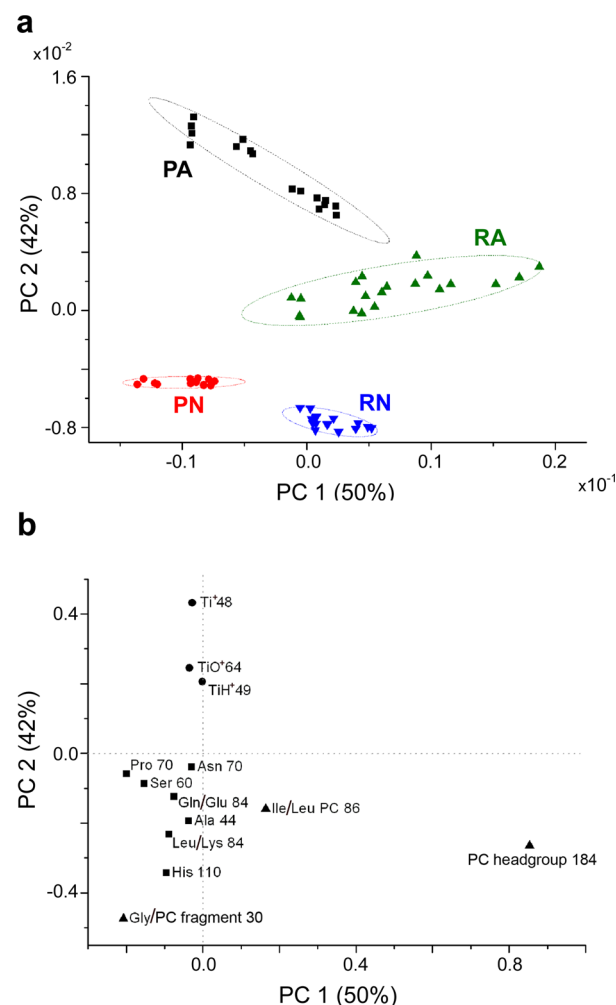 a
x10⁻²
1.6
PA
0.8
RA
PC 2 (42%)
0.0
PN
RN
-0.8
-0.1 0.0 0.1 0.2
PC 1 (50%) x10⁻¹
b
0.4
Ti⁺48
TiO⁺64
TiH⁺49
PC 2 (42%)
0.0
Pro 70
Asn 70
Ser 60
Gln/Glu 84
Ile/Leu PC 86
Ala 44
Leu/Lys 84
PC headgroup 184
His 110
-0.4
Gly/PC fragment 30
0.0 0.4 0.8
PC 1 (50%)